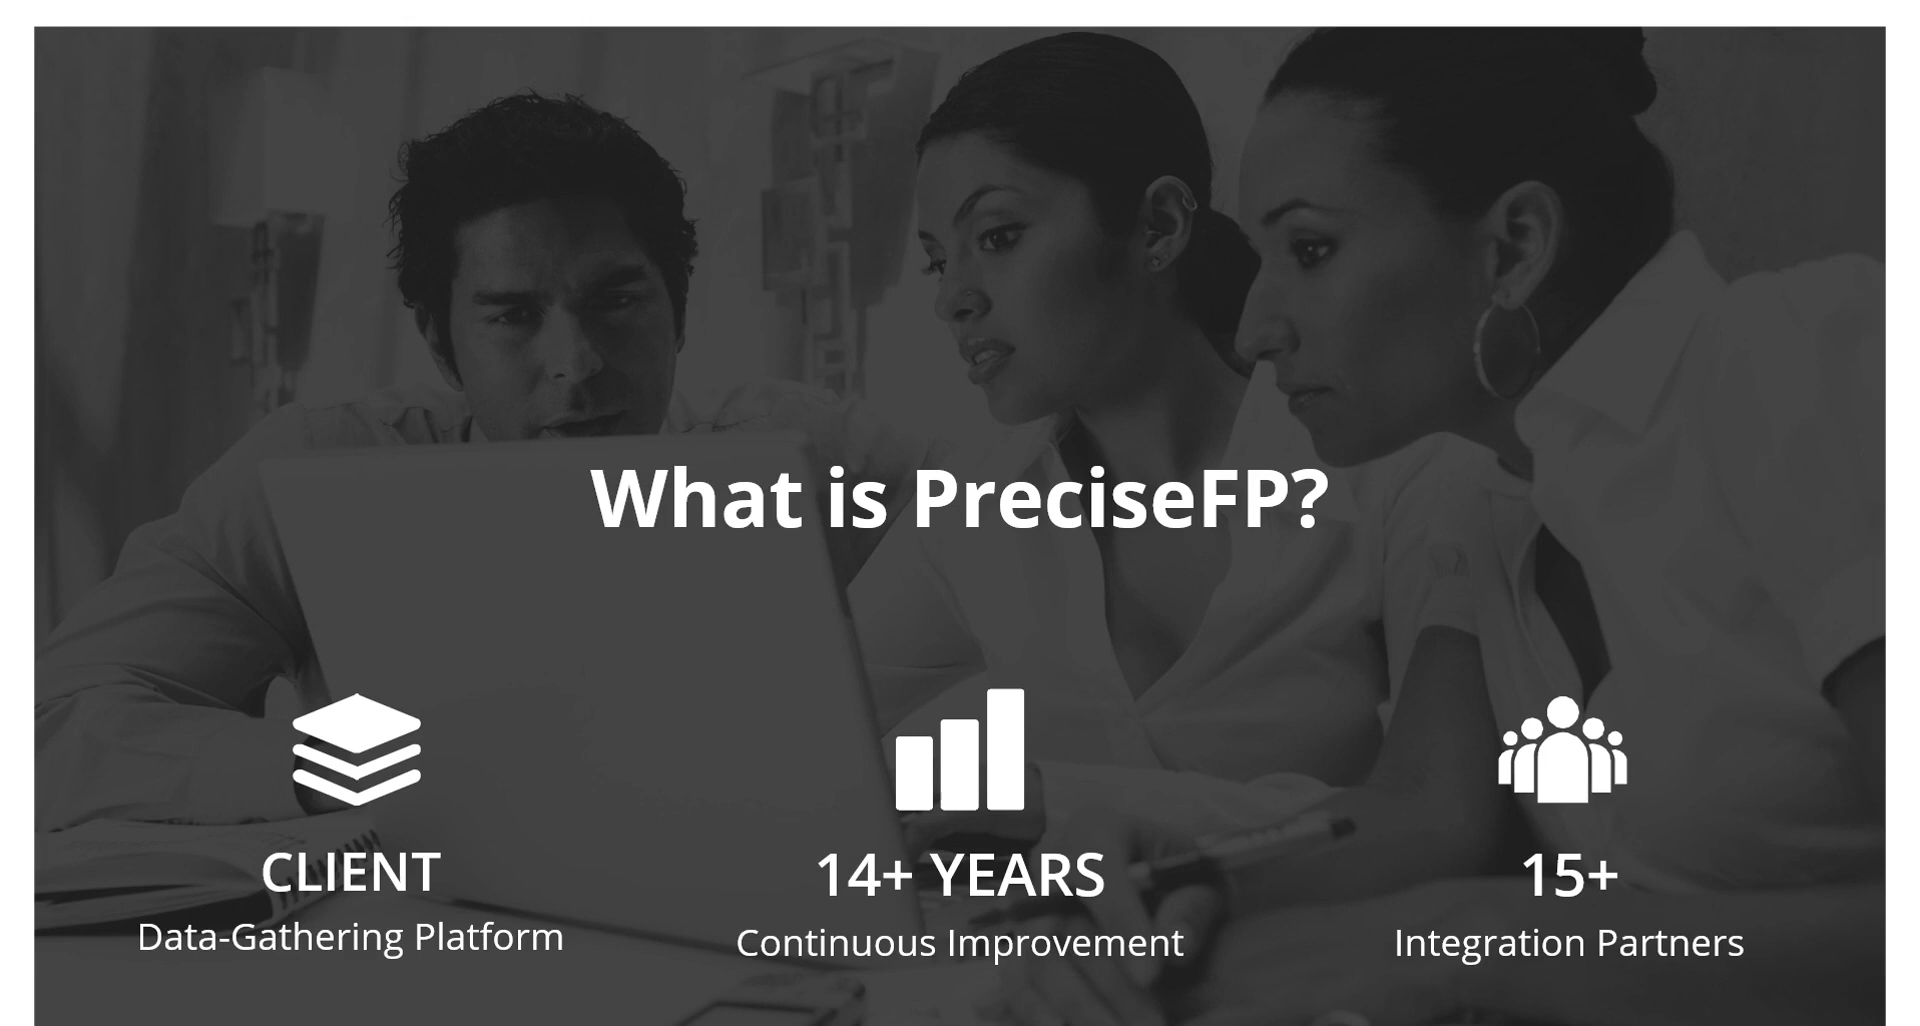 What is PreciseFP?
CLIENT
Data-Gathering Platform
14+ YEARS
Continuous Improvement
15+
Integration Partners